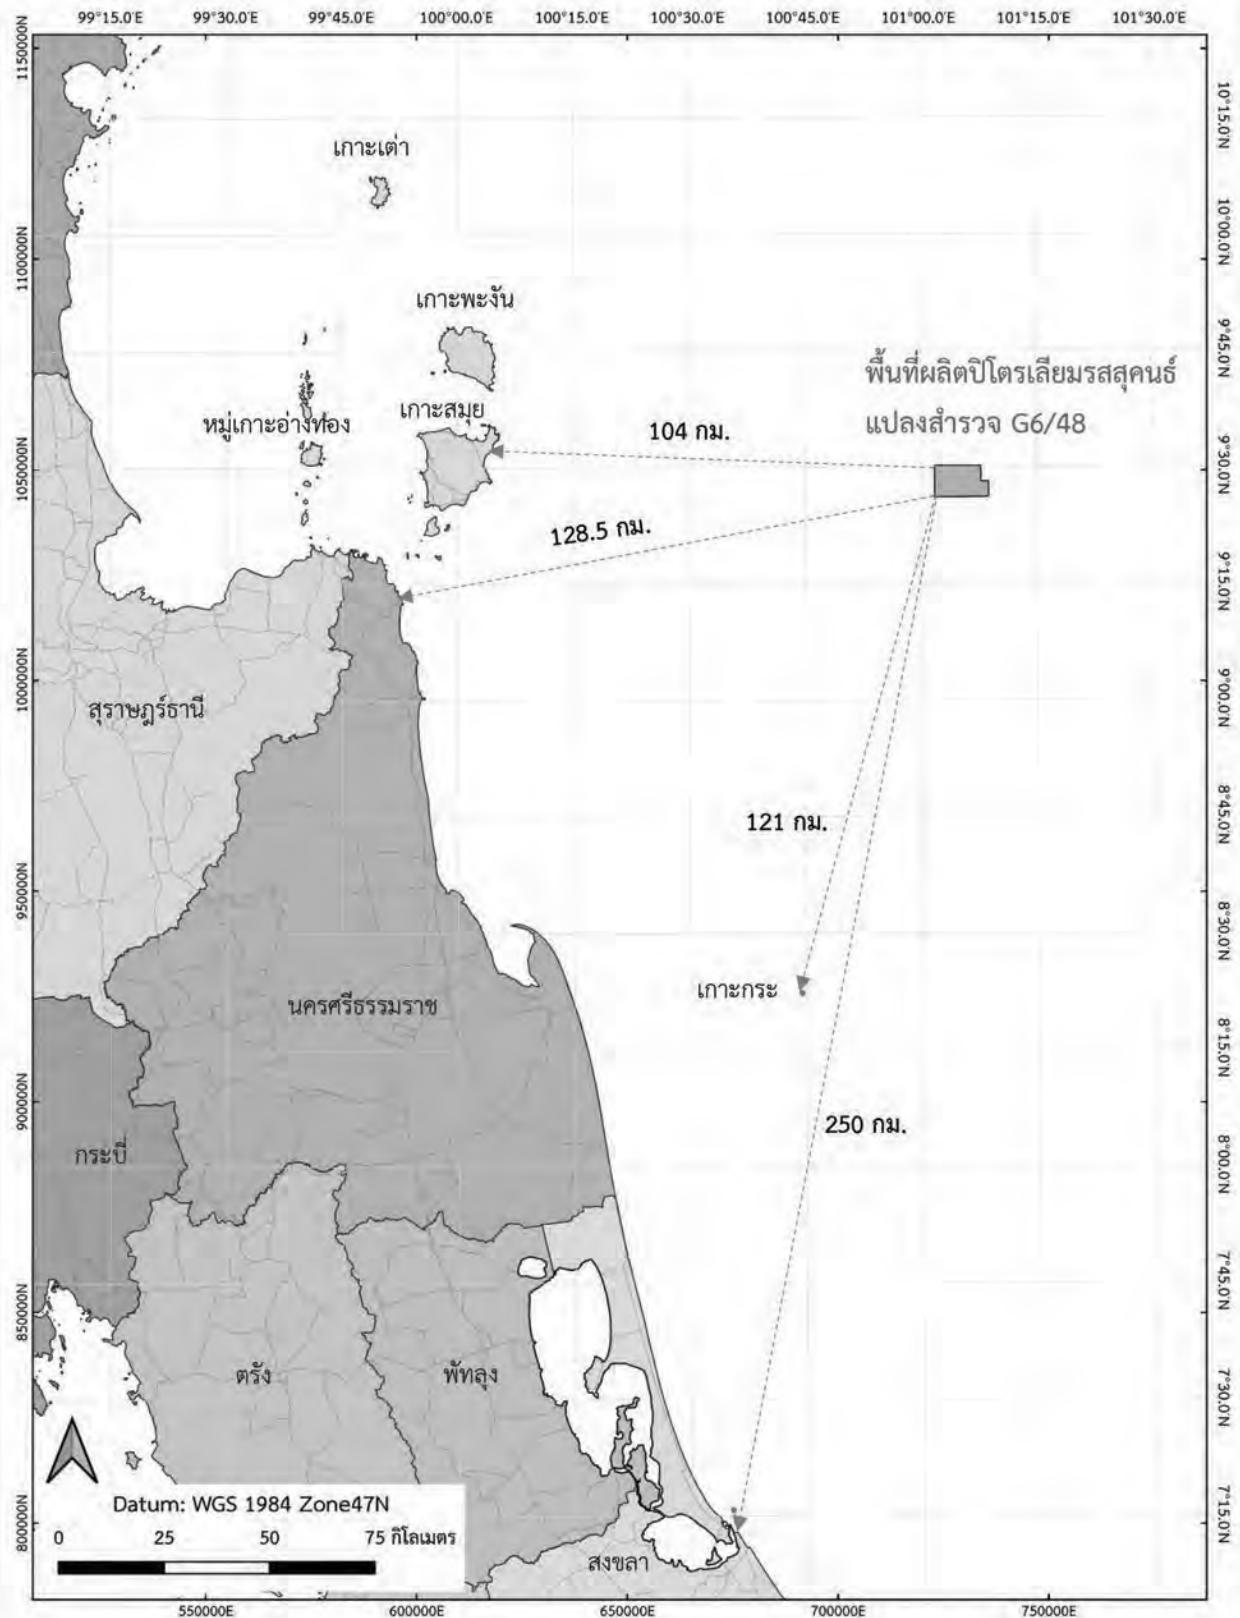 99°15.0'E 99°30.0'E 99°45.0'E 100°00.0'E 100°15.0'E 100°30.0'E 100°45.0'E 101°00.0'E 101°15.0'E 101°30.0'E
1150000N
10°15.0'N
เกาะเต่า
10°00.0'N
1100000N
เกาะพะงัน
9°45.0'N
พื้นที่ผลิตปิโตรเลียมรสสุคนธ์
แปลงสำรวจ G6/48
เกาะสมุย
หมู่เกาะอ่างทอง
104 กม.
1050000N
9°30.0'N
128.5 กม.
9°15.0'N
1000000N
9°00.0'N
สุราษฎร์ธานี
121 กม.
8°45.0'N
950000N
8°30.0'N
เกาะกระ
นครศรีธรรมราช
8°15.0'N
900000N
250 กม.
กระบี่
8°00.0'N
7°45.0'N
850000N
ตรัง
พัทลุง
7°30.0'N
Datum: WGS 1984 Zone47N
0 25 50 75 กิโลเมตร
800000N
7°15.0'N
สงขลา
550000E 600000E 650000E 700000E 750000E